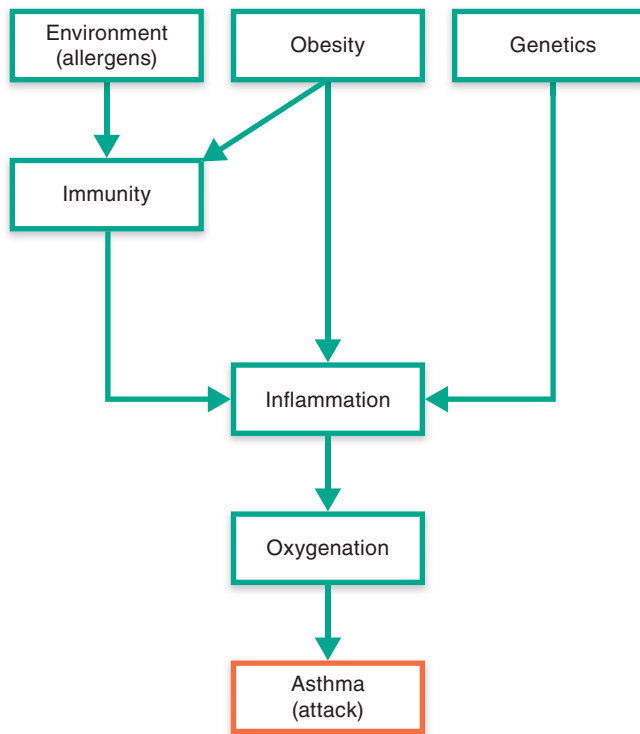 Environment
(allergens)
Obesity
Genetics
Immunity
Inflammation
Oxygenation
Asthma
(attack)